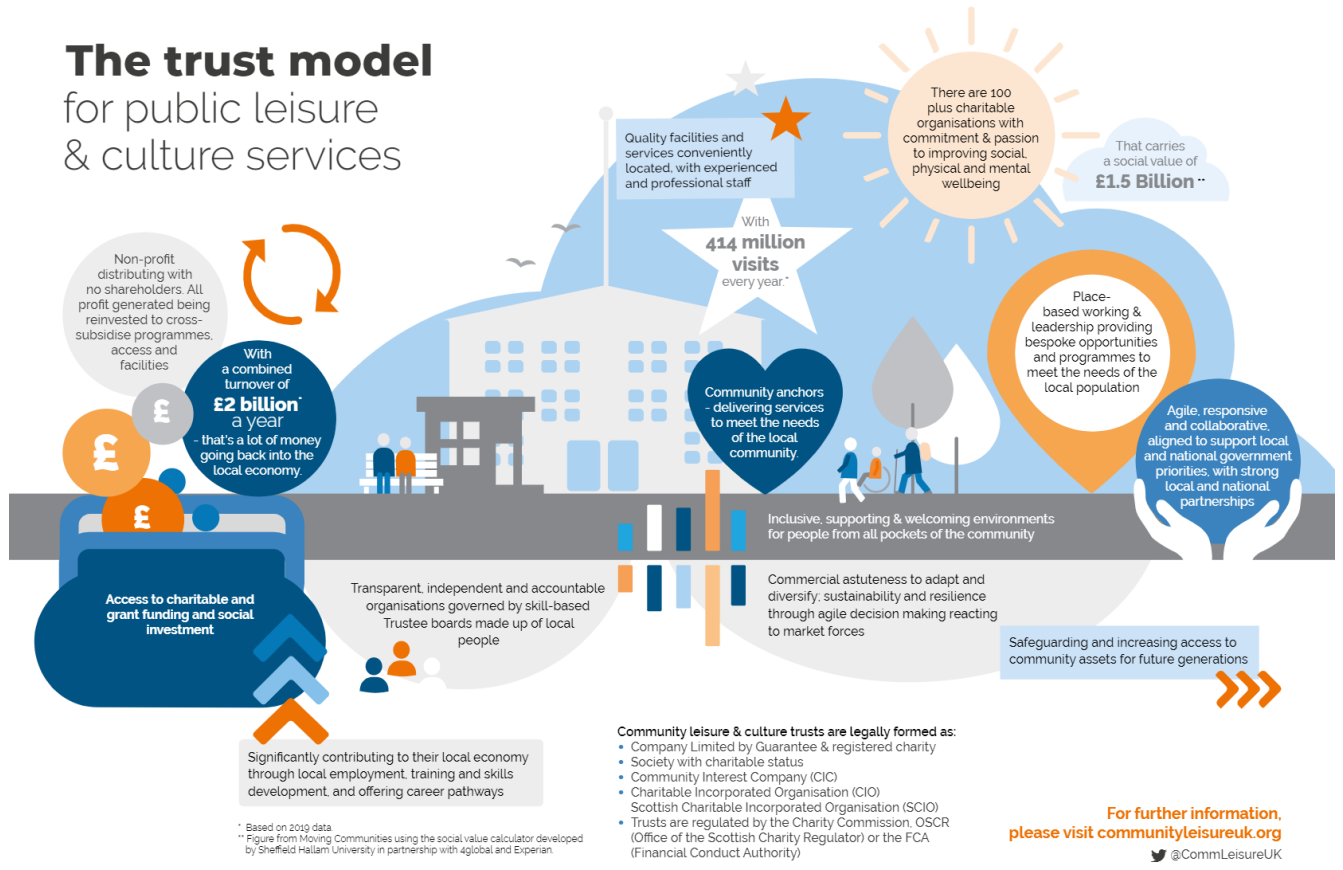 The trust model
for public leisure
& culture services
Quality facilities and
services conveniently
located, with experienced
and professional staff
There are 100
plus charitable
organisations with
commitment & passion
to improving social,
physical and mental
wellbeing
That carries
a social value of
£1.5 Billion **
With
414 million
visits
every year.*
Non-profit
distributing with
no shareholders. All
profit generated being
reinvested to cross-
subsidise programmes,
access and
facilities
With
a combined
turnover of
£2 billion*
a year
- that's a lot of money
going back into the
local economy.
£
£
£
Community anchors
- delivering services
to meet the needs
of the local
community.
Place-
based working &
leadership providing
bespoke opportunities
and programmes to
meet the needs of the
local population
Agile, responsive
and collaborative,
aligned to support local
and national government
priorities, with strong
local and national
partnerships
Inclusive, supporting & welcoming environments
for people from all pockets of the community
Access to charitable and
grant funding and social
investment
Transparent, independent and accountable
organisations governed by skill-based
Trustee boards made up of local
people
Commercial astuteness to adapt and
diversify; sustainability and resilience
through agile decision making reacting
to market forces
Safeguarding and increasing access to
community assets for future generations
Significantly contributing to their local economy
through local employment, training and skills
development, and offering career pathways
Community leisure & culture trusts are legally formed as:
• Company Limited by Guarantee & registered charity
• Society with charitable status
• Community Interest Company (CIC)
• Charitable Incorporated Organisation (CIO)
Scottish Charitable Incorporated Organisation (SCIO)
• Trusts are regulated by the Charity Commission, OSCR
(Office of the Scottish Charity Regulator) or the FCA
(Financial Conduct Authority)
* Based on 2019 data.
** Figure from Moving Communities using the social value calculator developed
by Sheffield Hallam University in partnership with 4global and Experian.
For further information,
please visit communityleisureuk.org
@CommLeisureUK